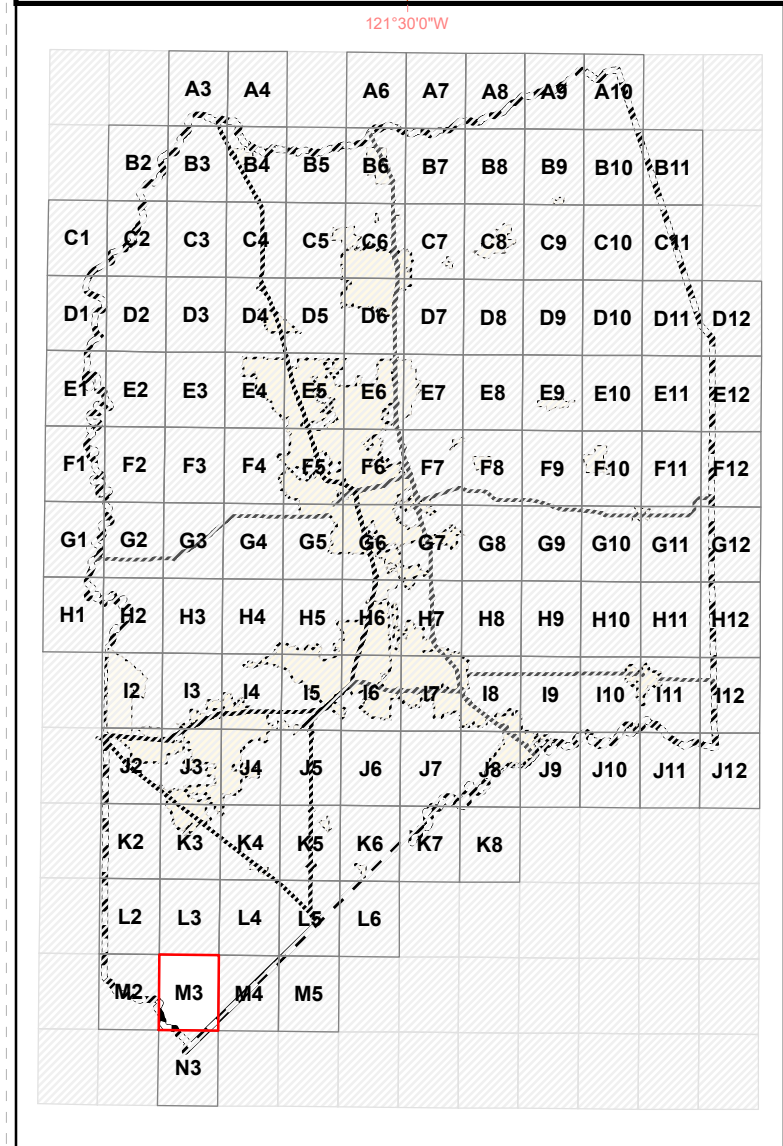 121°30'0"W
A3 A4 A6 A7 A8 A9 A10
B2 B3 B4 B5 B6 B7 B8 B9 B10 B11
C1 C2 C3 C4 C5 C6 C7 C8 C9 C10 C11
D1 D2 D3 D4 D5 D6 D7 D8 D9 D10 D11 D12
E1 E2 E3 E4 E5 E6 E7 E8 E9 E10 E11 E12
F1 F2 F3 F4 F5 F6 F7 F8 F9 F10 F11 F12
G1 G2 G3 G4 G5 G6 G7 G8 G9 G10 G11 G12
H1 H2 H3 H4 H5 H6 H7 H8 H9 H10 H11 H12
I2 I3 I4 I5 I6 I7 I8 I9 I10 I11 I12
J2 J3 J4 J5 J6 J7 J8 J9 J10 J11 J12
K2 K3 K4 K5 K6 K7 K8
L2 L3 L4 L5 L6
M2 M3 M4 M5
N3